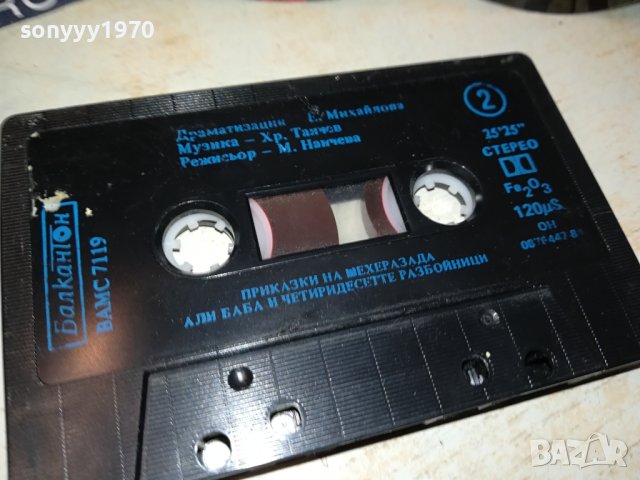 sonyyy1970
Драматизация – Е. Михайлова
Музика – Хр. Танчев
Режисьор – М. Нанчева
2
25'25"
СТЕРЕО
Fe2O3
120μS
ОН
Балкантон
ВАМС 7119
ПРИКАЗКИ НА ШЕХЕРАЗАДА
АЛИ БАБА И ЧЕТИРИДЕСЕТТЕ РАЗБОЙНИЦИ
BAZAR